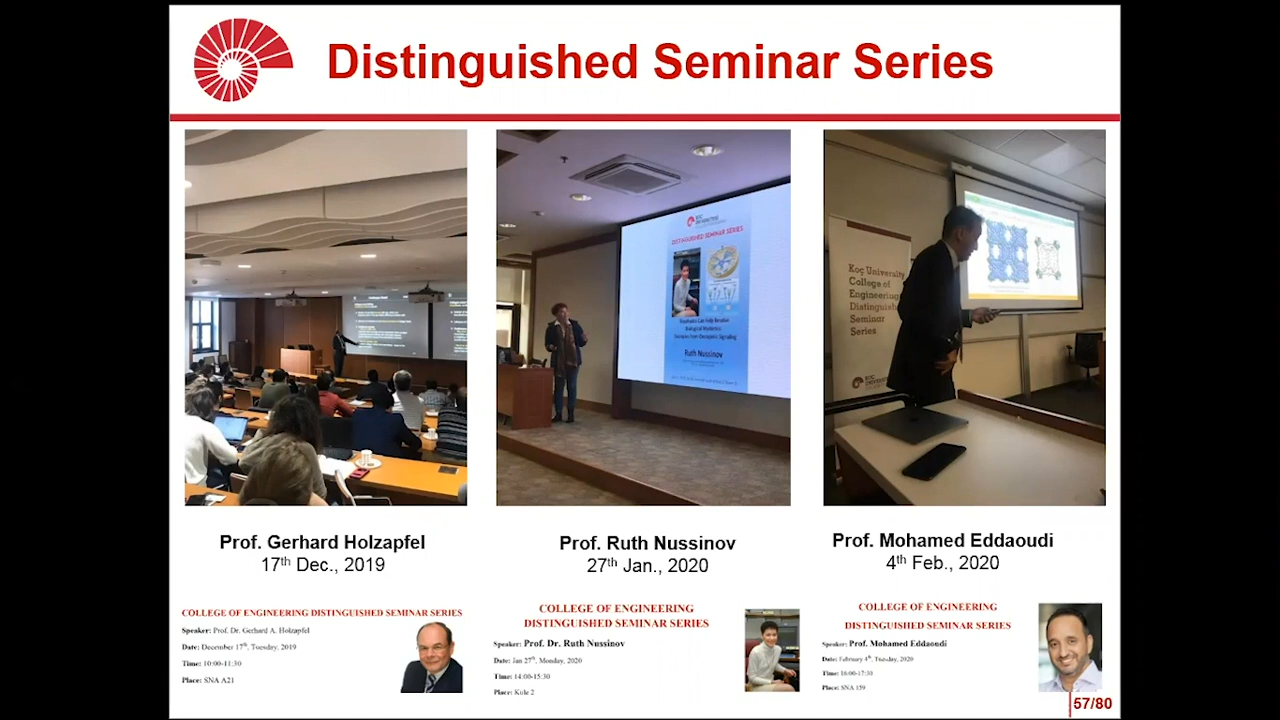 Distinguished Seminar Series
DISTINGUISHED SEMINAR SERIES
Ruth Nussinov
Koç University
College of
Engineering
Distinguish
Seminar
Series
KOÇ
UNIVERSITY
Prof. Gerhard Holzapfel
17th Dec., 2019
Prof. Ruth Nussinov
27th Jan., 2020
Prof. Mohamed Eddaoudi
4th Feb., 2020
COLLEGE OF ENGINEERING DISTINGUISHED SEMINAR SERIES
Speaker: Prof. Dr. Gerhard A. Holzapfel
Date: December 17th, Tuesday, 2019
Time: 10:00-11:30
Place: SNA A21
COLLEGE OF ENGINEERING
DISTINGUISHED SEMINAR SERIES
Speaker: Prof. Dr. Ruth Nussinov
Date: Jan 27th, Monday, 2020
Time: 14:00-15:30
Place: Kule 2
COLLEGE OF ENGINEERING
DISTINGUISHED SEMINAR SERIES
Speaker: Prof. Mohamed Eddaoudi
Date: February 4th, Tuesday, 2020
Time: 16:00-17:30
Place: SNA 159
57/80